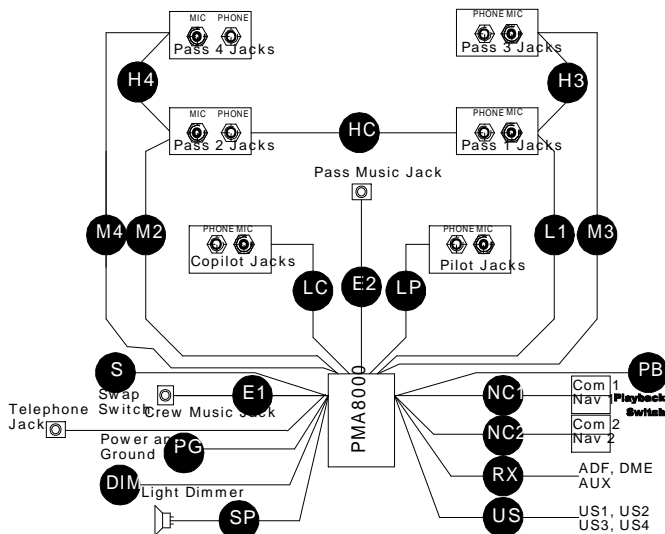 MIC PHONE
Pass 4 Jacks
PHONE MIC
Pass 3 Jacks
H4
H3
MIC PHONE
Pass 2 Jacks
HC
PHONE MIC
Pass 1 Jacks
Pass Music Jack
M4
M2
PHONE MIC
Copilot Jacks
PHONE MIC
Pilot Jacks
L1
M3
LC
E2
LP
S
Swap
Switch
E1
Crew Music Jack
Telephone
Jack
Power and
Ground
PG
DIM
Light Dimmer
SP
PMA8000
PB
Playback
Switch
NC1
Com 1
Nav 1
NC2
Com 2
Nav 2
RX
ADF, DME
AUX
US
US1, US2
US3, US4